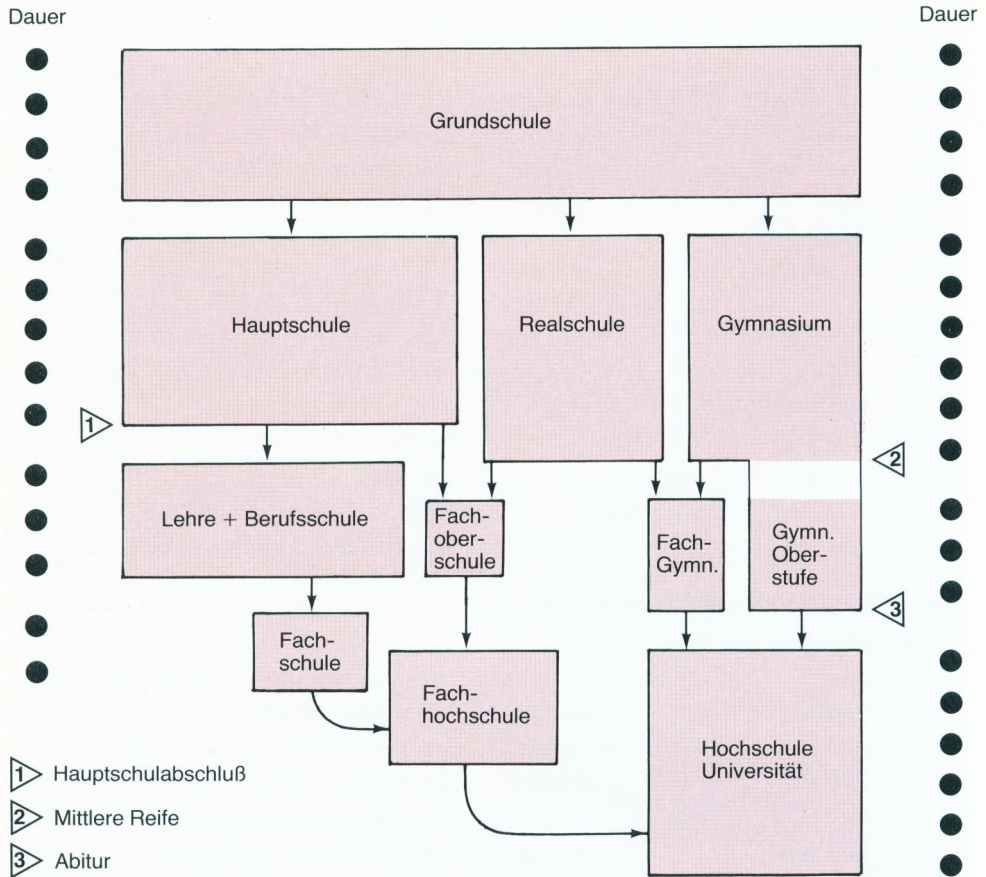 Dauer
Dauer
Grundschule
Hauptschule
Realschule
Gymnasium
1
2
Lehre + Berufsschule
Fach-
ober-
schule
Fach-
Gymn.
Gymn.
Ober-
stufe
3
Fach-
schule
Fach-
hochschule
Hochschule
Universität
1 Hauptschulabschluß
2 Mittlere Reife
3 Abitur